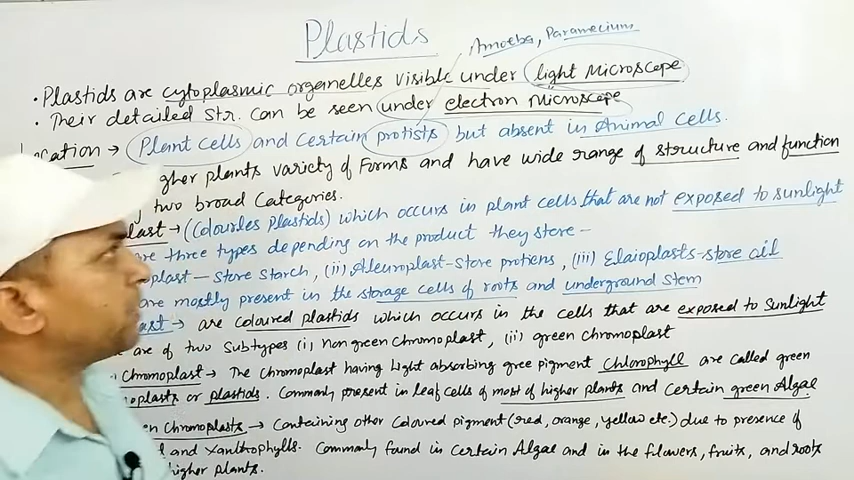 Plastids
Amoeba, Paramecium
• Plastids are cytoplasmic organelles visible under light Microscope
• Their detailed Str. Can be seen under electron Microscope
Location → Plant cells and Certain protists but absent in Animal Cells.
gher plants variety of Forms and have wide range of structure and function
two broad Categories.
last → (Colourles Plastids) which occurs in plant cells that are not exposed to sunlight
are three types depending on the product they store –
plast – Store Starch, (ii) Aleuroplast – Store protiens, (iii) Elaioplasts – store oil
are mostly present in the storage cells of roots and underground stem
ast → are coloured plastids which occurs in the cells that are exposed to Sunlight
are of two Subtypes (i) Non green Chromoplast, (ii) green Chromoplast
Chromoplast → The Chromoplast having Light absorbing gree pigment Chlorophyll are called green
oplasts or plastids. Commonly present in leaf cells of most of higher plants and certain green Algae
en Chromoplasts → Containing other Coloured pigment (red, orange, yellow etc.) due to presence of
and Xanthophylls. Commonly found in Certain Algae and in the flowers, fruits, and roots
higher plants.